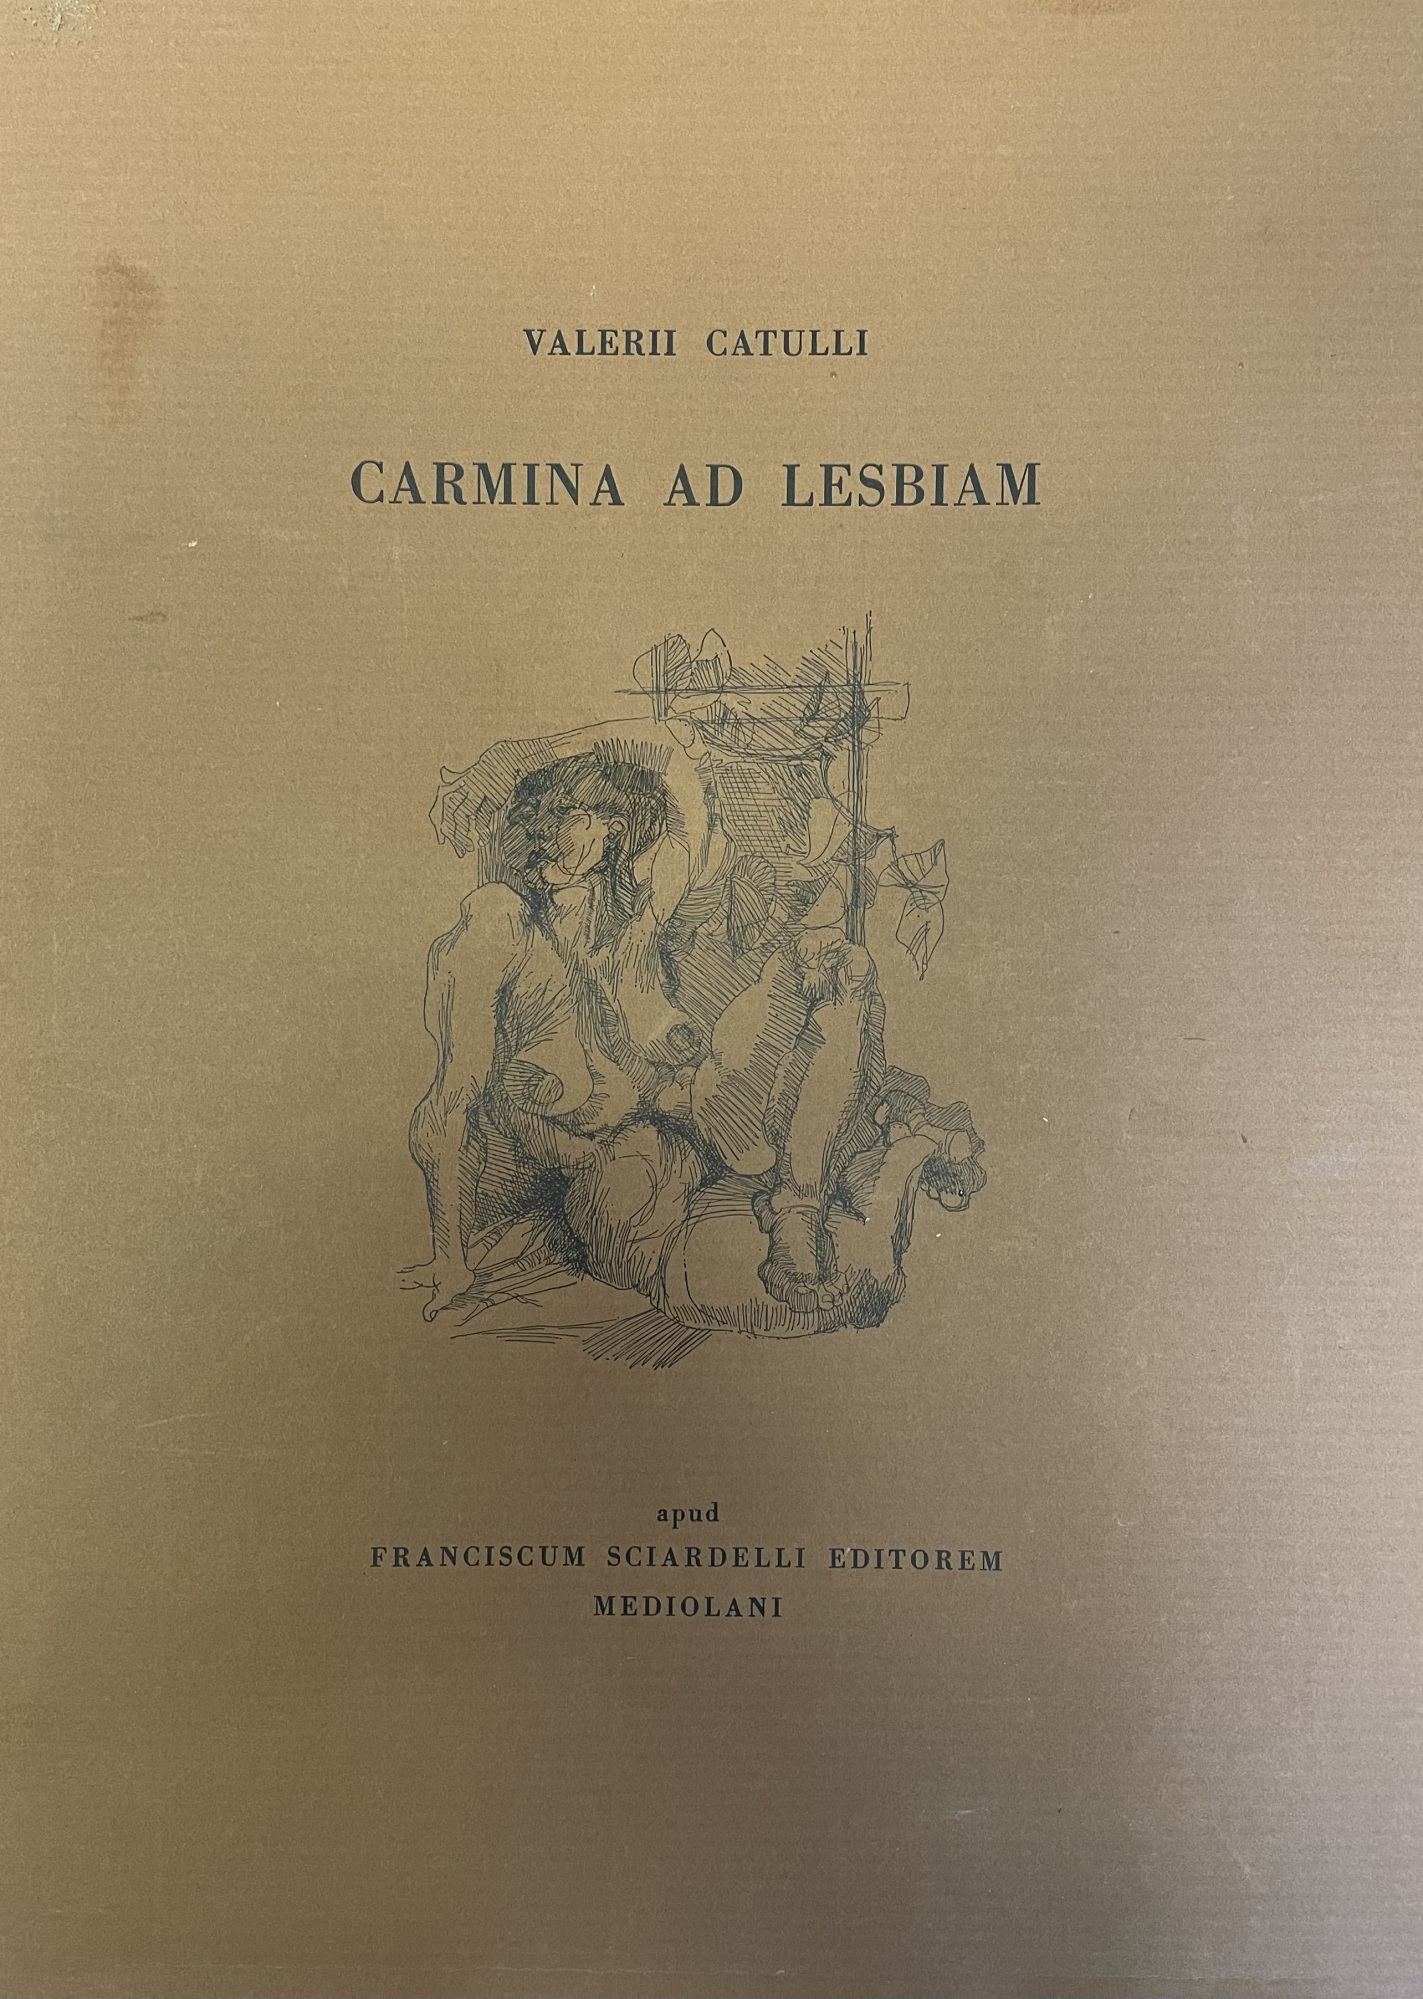 VALERII CATULLI
CARMINA AD LESBIAM
apud
FRANCISCUM SCIARDELLI EDITOREM
MEDIOLANI